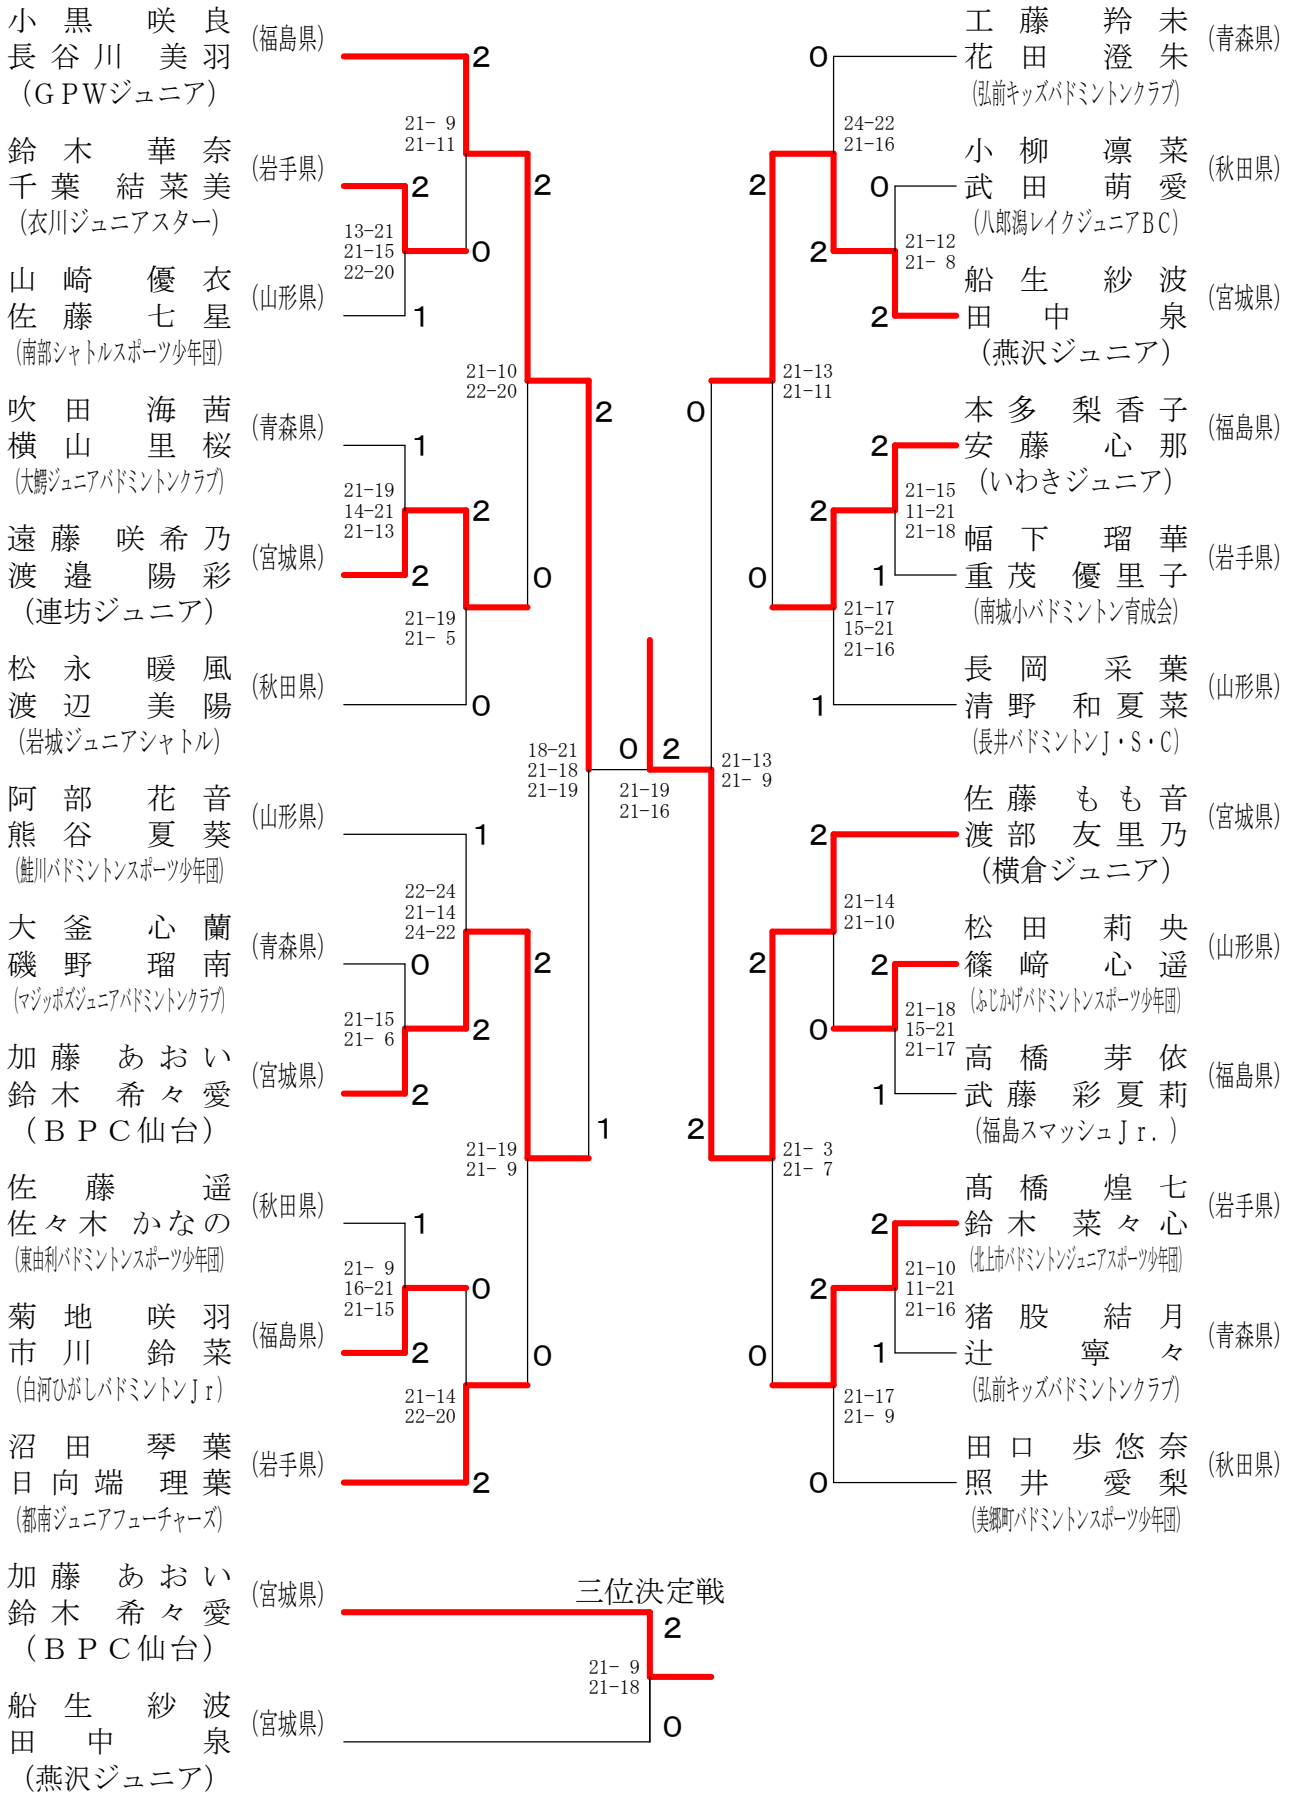 小黒 咲良
長谷川 美羽
(福島県)
(ＧＰＷジュニア)
2
21- 9
21-11
鈴木 華奈
千葉 結菜美
(岩手県)
(衣川ジュニアスター)
2
2
13-21
21-15
22-20
0
山崎 優衣
佐藤 七星
(山形県)
(南部シャトルスポーツ少年団)
1
21-10
22-20
2
吹田 海茜
横山 里桜
(青森県)
(大鰐ジュニアバドミントンクラブ)
1
21-19
14-21
21-13
2
遠藤 咲希乃
渡邉 陽彩
(宮城県)
(連坊ジュニア)
2
0
21-19
21- 5
松永 暖風
渡辺 美陽
(秋田県)
(岩城ジュニアシャトル)
0
18-21
21-18
21-19
0
2
21-19
21-16
阿部 花音
熊谷 夏葵
(山形県)
(鮭川バドミントンスポーツ少年団)
1
22-24
21-14
24-22
大釜 心蘭
磯野 瑠南
(青森県)
(マジッポズジュニアバドミントンクラブ)
0
2
21-15
21- 6
2
加藤 あおい
鈴木 希々愛
(宮城県)
(ＢＰＣ仙台)
2
1
21-19
21- 9
佐藤 遥
佐々木 かなの
(秋田県)
(東由利バドミントンスポーツ少年団)
1
21- 9
16-21
21-15
0
菊地 咲羽
市川 鈴菜
(福島県)
(白河ひがしバドミントンＪｒ)
2
0
21-14
22-20
沼田 琴葉
日向端 理葉
(岩手県)
(都南ジュニアフューチャーズ)
2
工藤 羚未
花田 澄朱
(青森県)
(弘前キッズバドミントンクラブ)
0
24-22
21-16
小柳 凛菜
武田 萌愛
(秋田県)
(八郎潟レイクジュニアＢＣ)
2
0
21-12
21- 8
2
船生 紗波
田中 泉
(宮城県)
(燕沢ジュニア)
2
21-13
21-11
0
本多 梨香子
安藤 心那
(福島県)
(いわきジュニア)
2
21-15
11-21
21-18
2
幅下 瑠華
重茂 優里子
(岩手県)
(南城小バドミントン育成会)
1
0
21-17
15-21
21-16
長岡 采葉
清野 和夏菜
(山形県)
(長井バドミントンＪ・Ｓ・Ｃ)
1
21-13
21- 9
佐藤 もも音
渡部 友里乃
(宮城県)
(横倉ジュニア)
2
21-14
21-10
松田 莉央
篠﨑 心遥
(山形県)
(ふじかげバドミントンスポーツ少年団)
2
2
21-18
15-21
21-17
0
高橋 芽依
武藤 彩夏莉
(福島県)
(福島スマッシュＪｒ．)
1
2
21- 3
21- 7
髙橋 煌七
鈴木 菜々心
(岩手県)
(北上市バドミントンジュニアスポーツ少年団)
2
21-10
11-21
21-16
2
猪股 結月
辻 寧々
(青森県)
(弘前キッズバドミントンクラブ)
1
0
21-17
21- 9
田口 歩悠奈
照井 愛梨
(秋田県)
(美郷町バドミントンスポーツ少年団)
0
三位決定戦
加藤 あおい
鈴木 希々愛
(宮城県)
(ＢＰＣ仙台)
2
21- 9
21-18
船生 紗波
田中 泉
(宮城県)
(燕沢ジュニア)
0